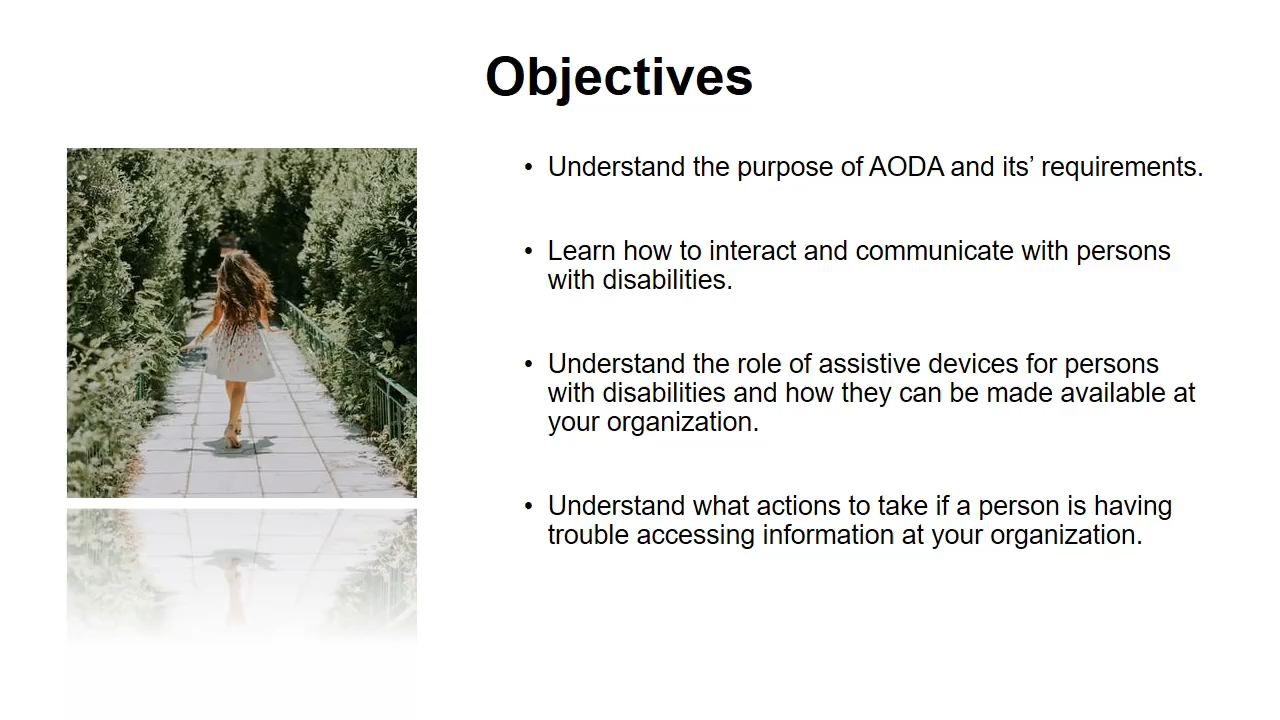 Objectives
• Understand the purpose of AODA and its’ requirements.
• Learn how to interact and communicate with persons
with disabilities.
• Understand the role of assistive devices for persons
with disabilities and how they can be made available at
your organization.
• Understand what actions to take if a person is having
trouble accessing information at your organization.